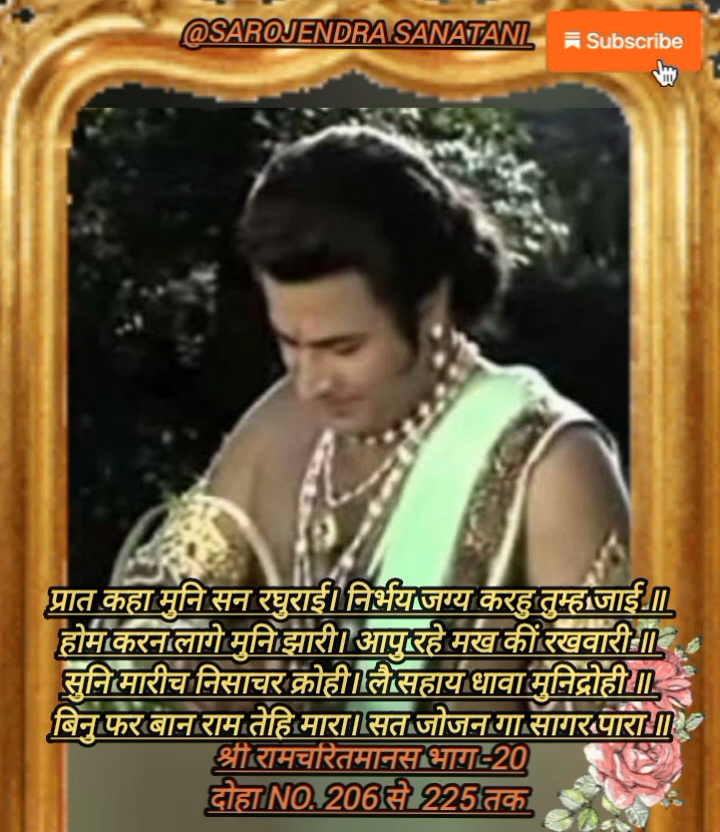 @SAROJENDRA SANATANI
Subscribe
प्रात कहा मुनि सन रघुराई। निर्भय जग्य करहु तुम्ह जाई॥
होम करन लागे मुनि झारी। आपु रहे मख कीं रखवारी॥
सुनि मारीच निसाचर क्रोही। लै सहाय धावा मुनिद्रोही॥
बिनु फर बान राम तेहि मारा। सत जोजन गा सागर पारा॥
श्री रामचरितमानस भाग-20
दोहा NO. 206 से 225 तक